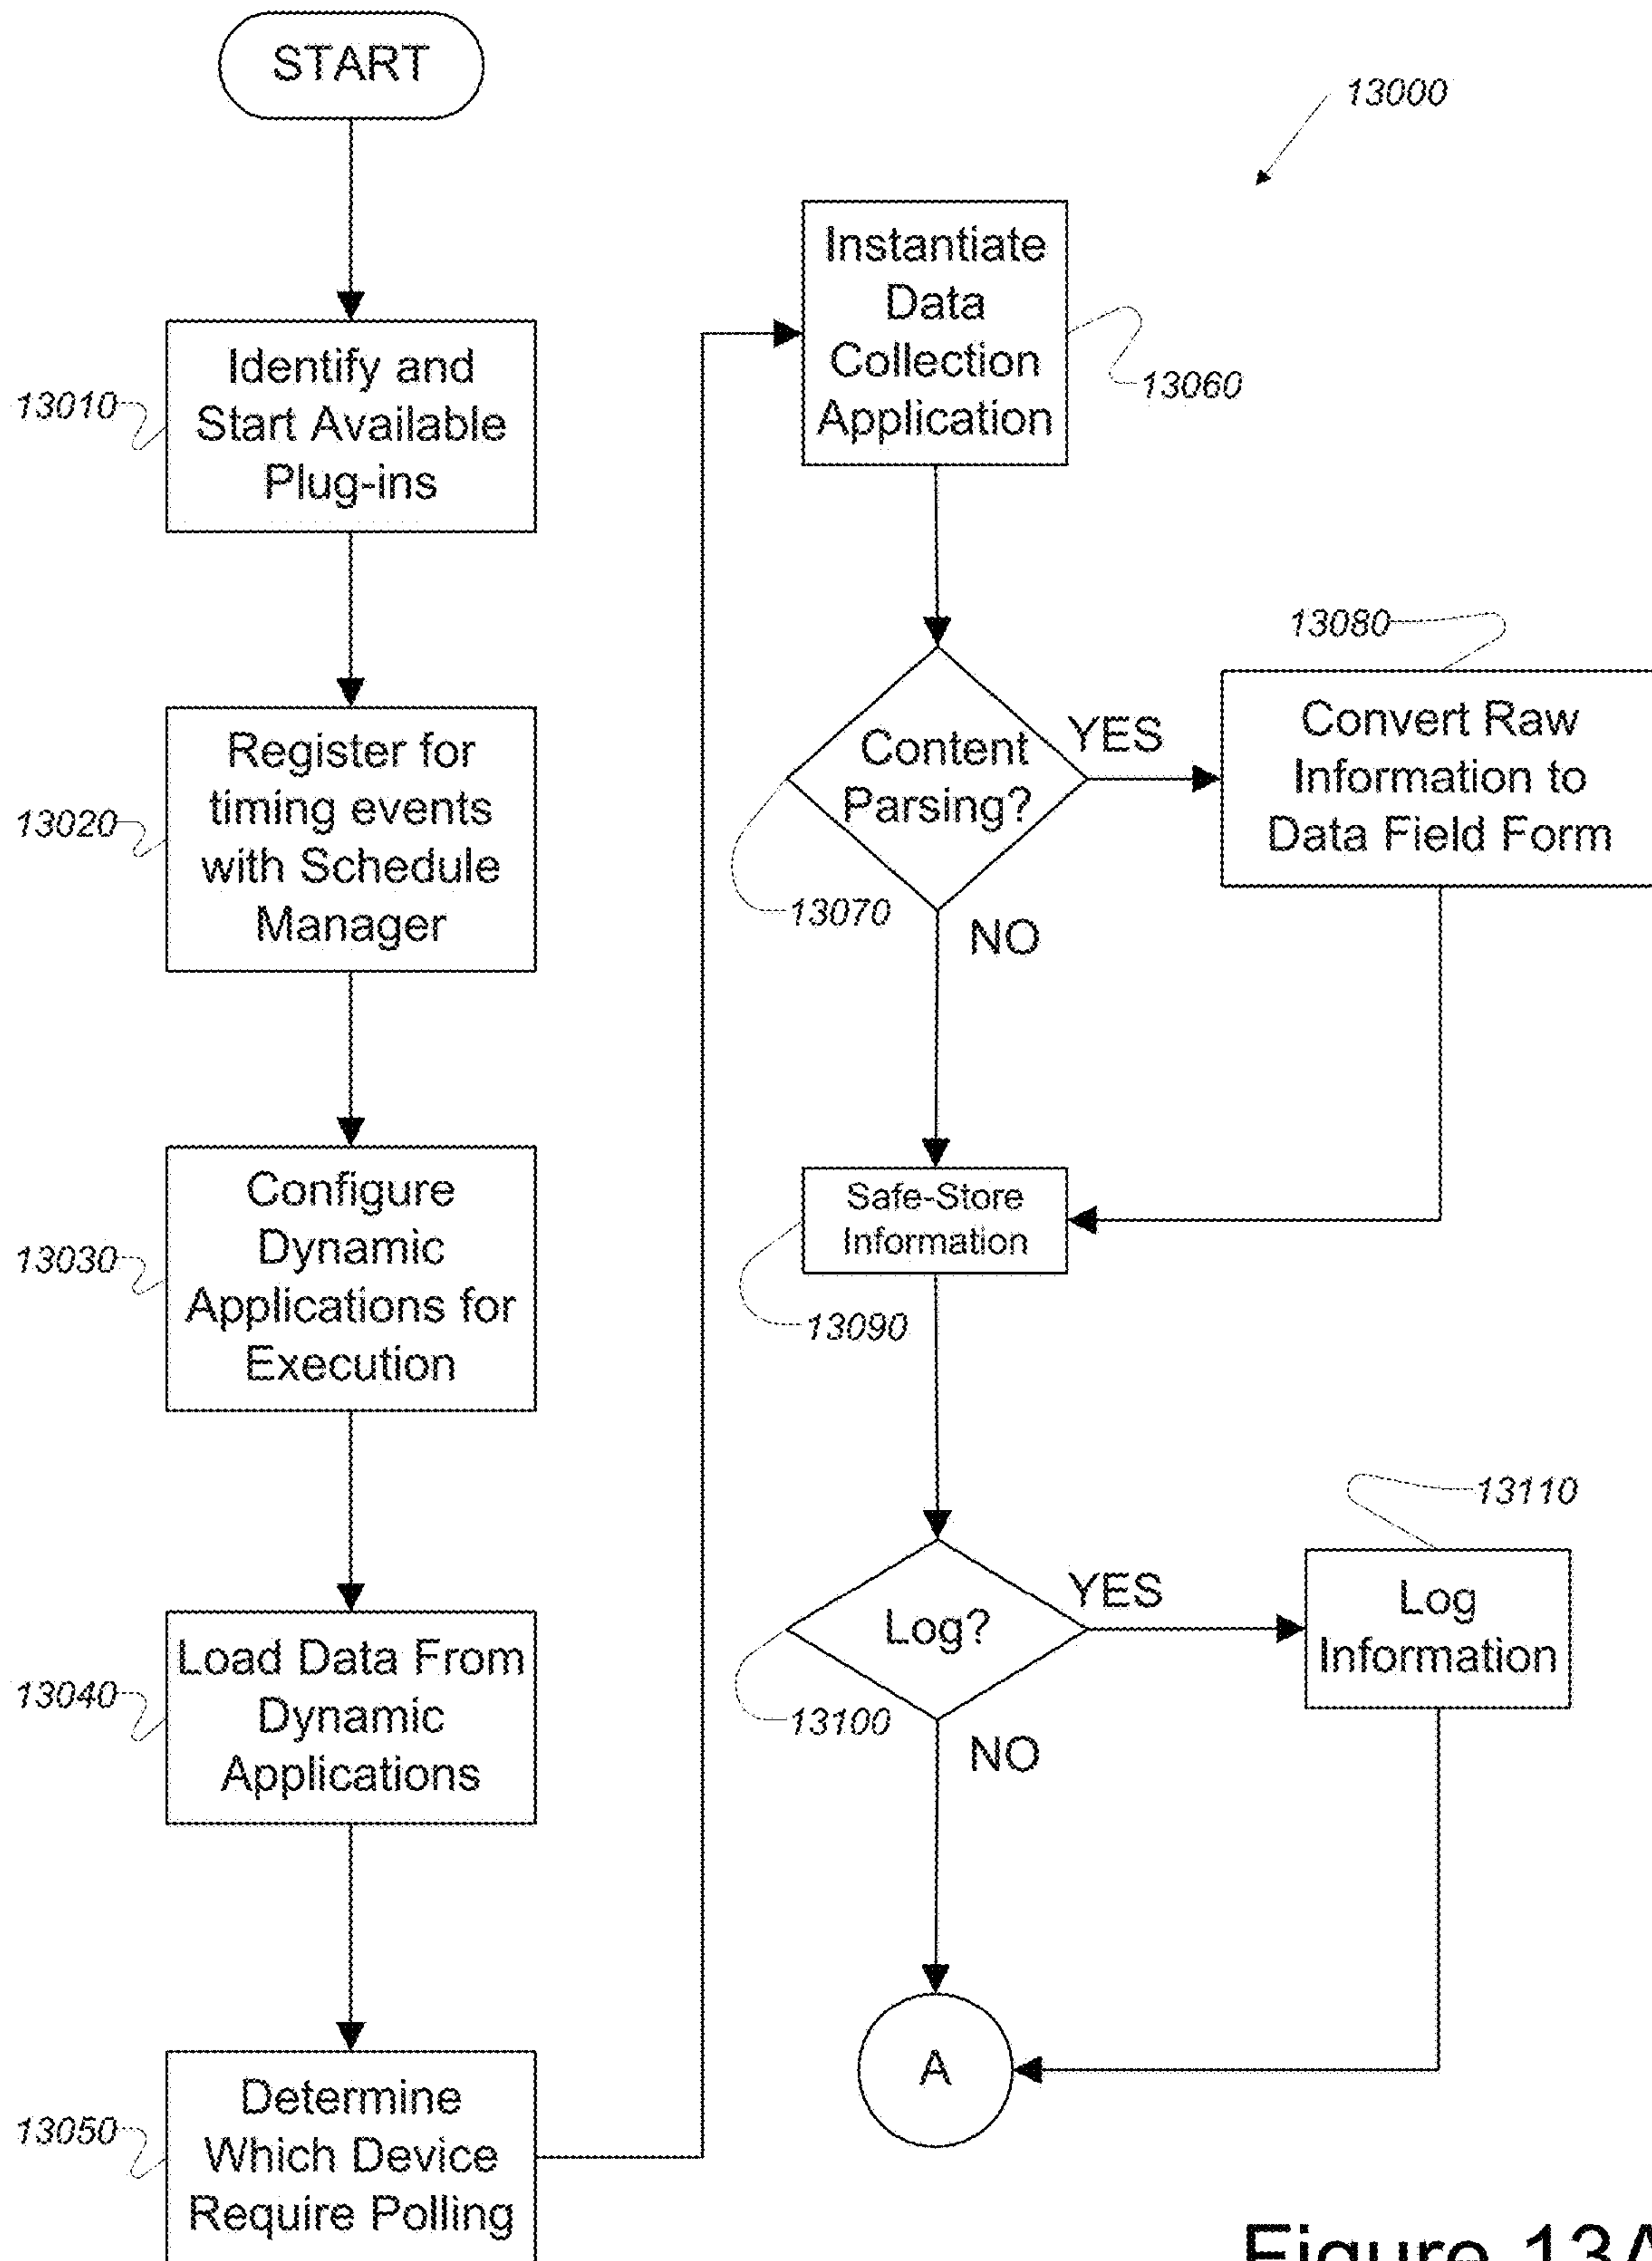 START
13000
13010
Identify and
Start Available
Plug-ins
13020
Register for
timing events
with Schedule
Manager
13030
Configure
Dynamic
Applications for
Execution
13040
Load Data From
Dynamic
Applications
13050
Determine
Which Device
Require Polling
Instantiate
Data
Collection
Application
13060
Content
Parsing?
YES
NO
13070
13080
Convert Raw
Information to
Data Field Form
Safe-Store
Information
13090
Log?
YES
NO
13100
13110
Log
Information
A
Figure 13A